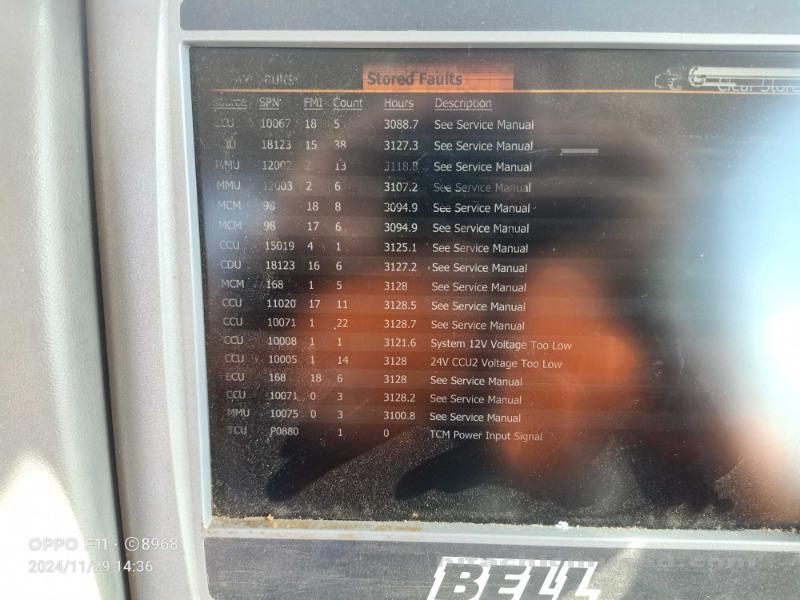 Stored Faults Clear Store
SPN FMI Count Hours Description
10067 18 5 3088.7 See Service Manual
18123 15 38 3127.3 See Service Manual
MMU 12002 2 13 3118.8 See Service Manual
MMU 12003 2 6 3107.2 See Service Manual
MCM 98 18 8 3094.9 See Service Manual
MCM 98 17 6 3094.9 See Service Manual
CCU 15019 4 1 3125.1 See Service Manual
CDU 18123 16 6 3127.2 See Service Manual
MCM 168 1 5 3128 See Service Manual
CCU 11020 17 11 3128.5 See Service Manual
CCU 10071 1 22 3128.7 See Service Manual
CCU 10008 1 1 3121.6 System 12V Voltage Too Low
CCU 10005 1 14 3128 24V CCU2 Voltage Too Low
ECU 168 18 6 3128 See Service Manual
CCU 10071 0 3 3128.2 See Service Manual
MMU 10075 0 3 3100.8 See Service Manual
TCU P0880 1 0 TCM Power Input Signal
OPPO F11 · ©8968
2024/11/29 14:36
BELL